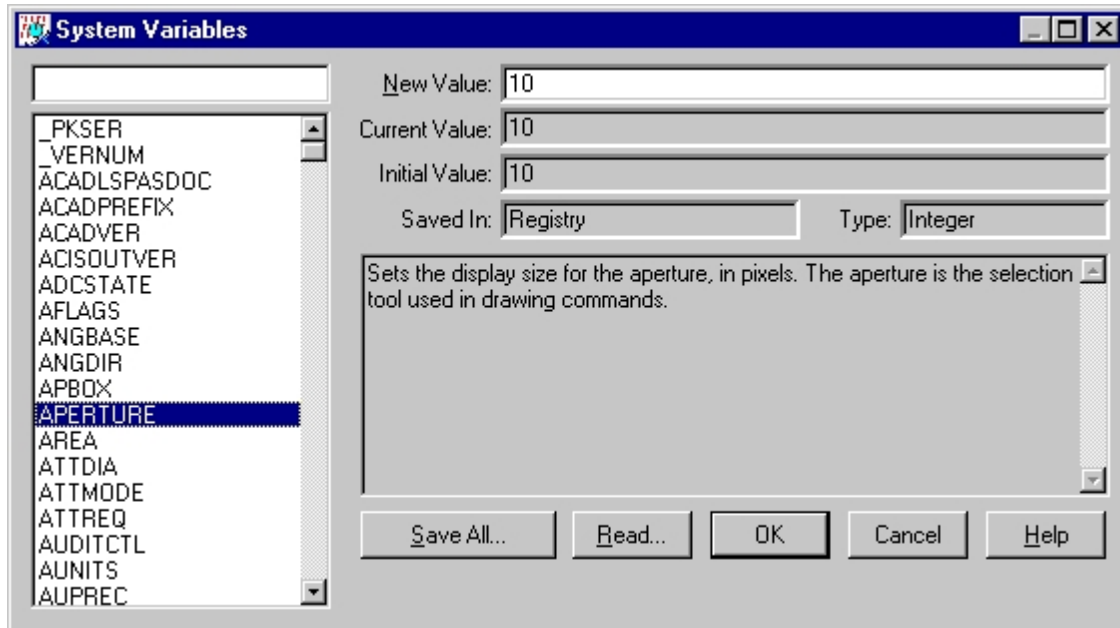 System Variables
New Value: 10
Current Value: 10
Initial Value: 10
Saved In: Registry Type: Integer
_PKSER
_VERNUM
ACADLSPASDOC
ACADPREFIX
ACADVER
ACISOUTVER
ADCSTATE
AFLAGS
ANGBASE
ANGDIR
APBOX
APERTURE
AREA
ATTDIA
ATTMODE
ATTREQ
AUDITCTL
AUNITS
AUPREC
Sets the display size for the aperture, in pixels. The aperture is the selection
tool used in drawing commands.
Save All... Read... OK Cancel Help